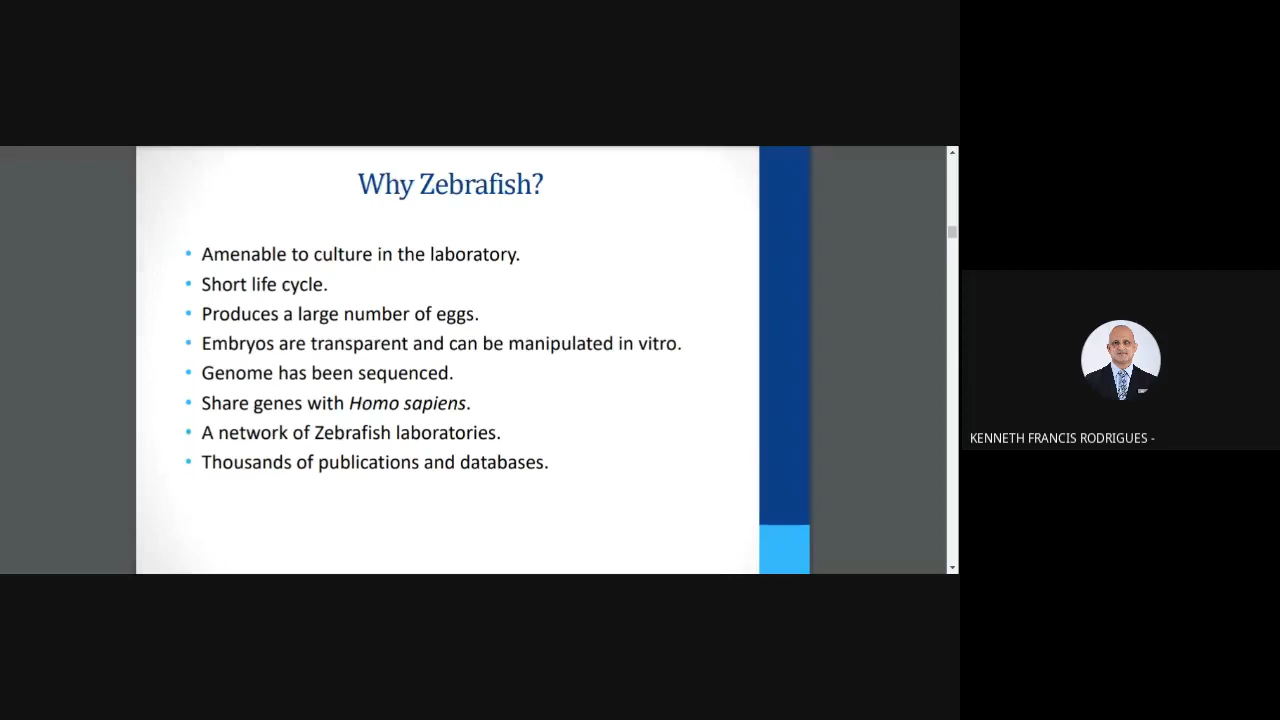 Why Zebrafish?
• Amenable to culture in the laboratory.
• Short life cycle.
• Produces a large number of eggs.
• Embryos are transparent and can be manipulated in vitro.
• Genome has been sequenced.
• Share genes with Homo sapiens.
• A network of Zebrafish laboratories.
• Thousands of publications and databases.
KENNETH FRANCIS RODRIGUES -